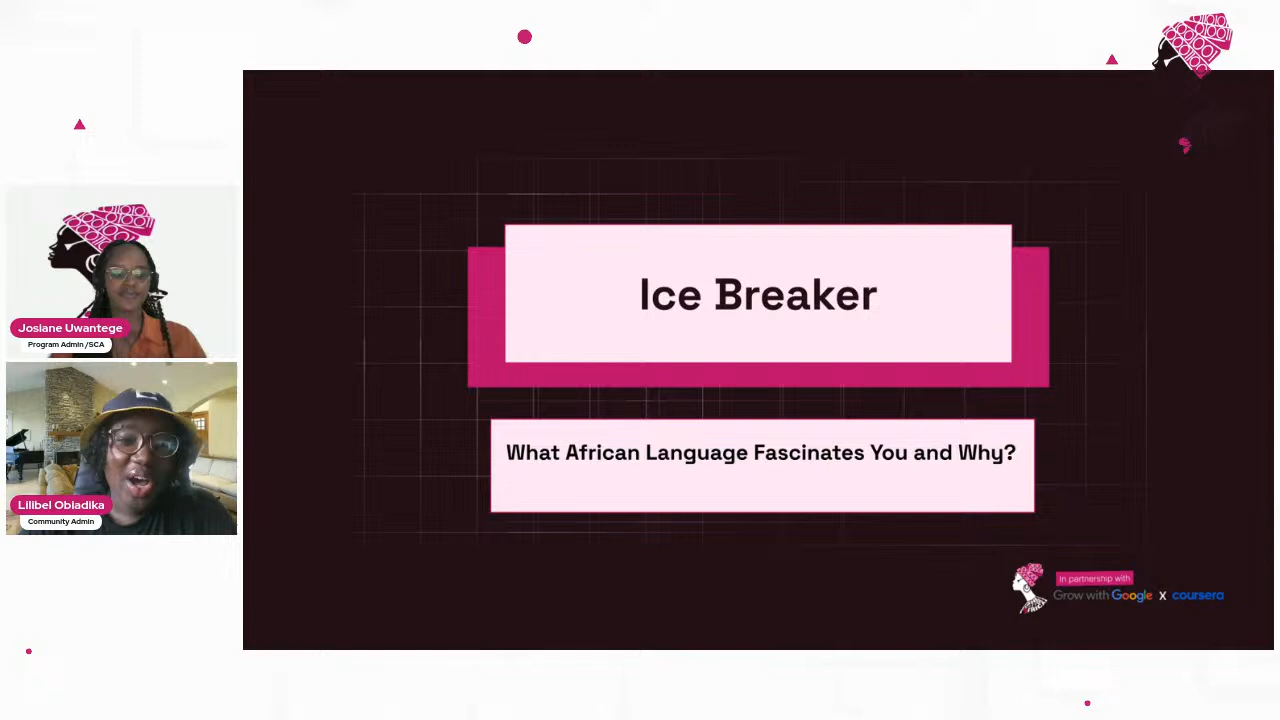 Josiane Uwantege
Program Admin /SCA
Lilibel Obiadika
Community Admin
Ice Breaker
What African Language Fascinates You and Why?
In partnership with
Grow with Google X coursera